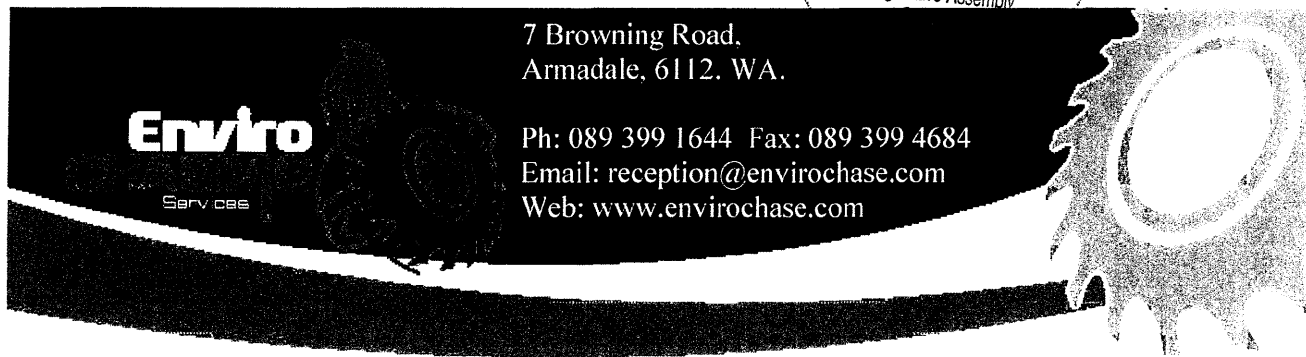 Assembly
7 Browning Road,
Armadale, 6112. WA.
Enviro
Services
Ph: 089 399 1644 Fax: 089 399 4684
Email: reception@envirochase.com
Web: www.envirochase.com